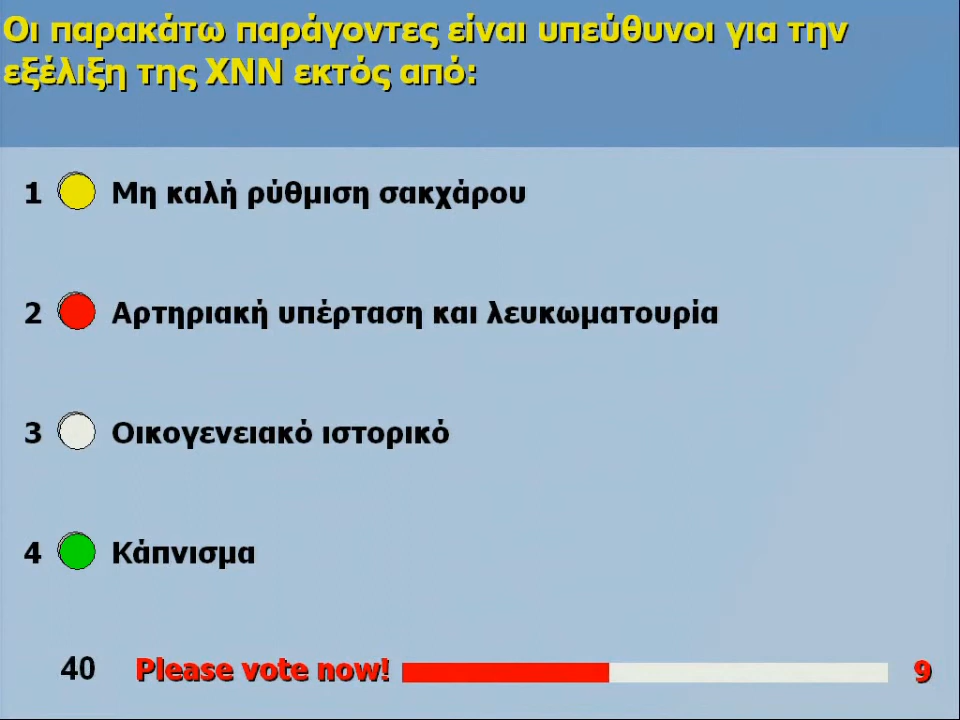 Οι παρακάτω παράγοντες είναι υπεύθυνοι για την
εξέλιξη της ΧΝΝ εκτός από:
1 Μη καλή ρύθμιση σακχάρου
2 Αρτηριακή υπέρταση και λευκωματουρία
3 Οικογενειακό ιστορικό
4 Κάπνισμα
40 Please vote now! 9